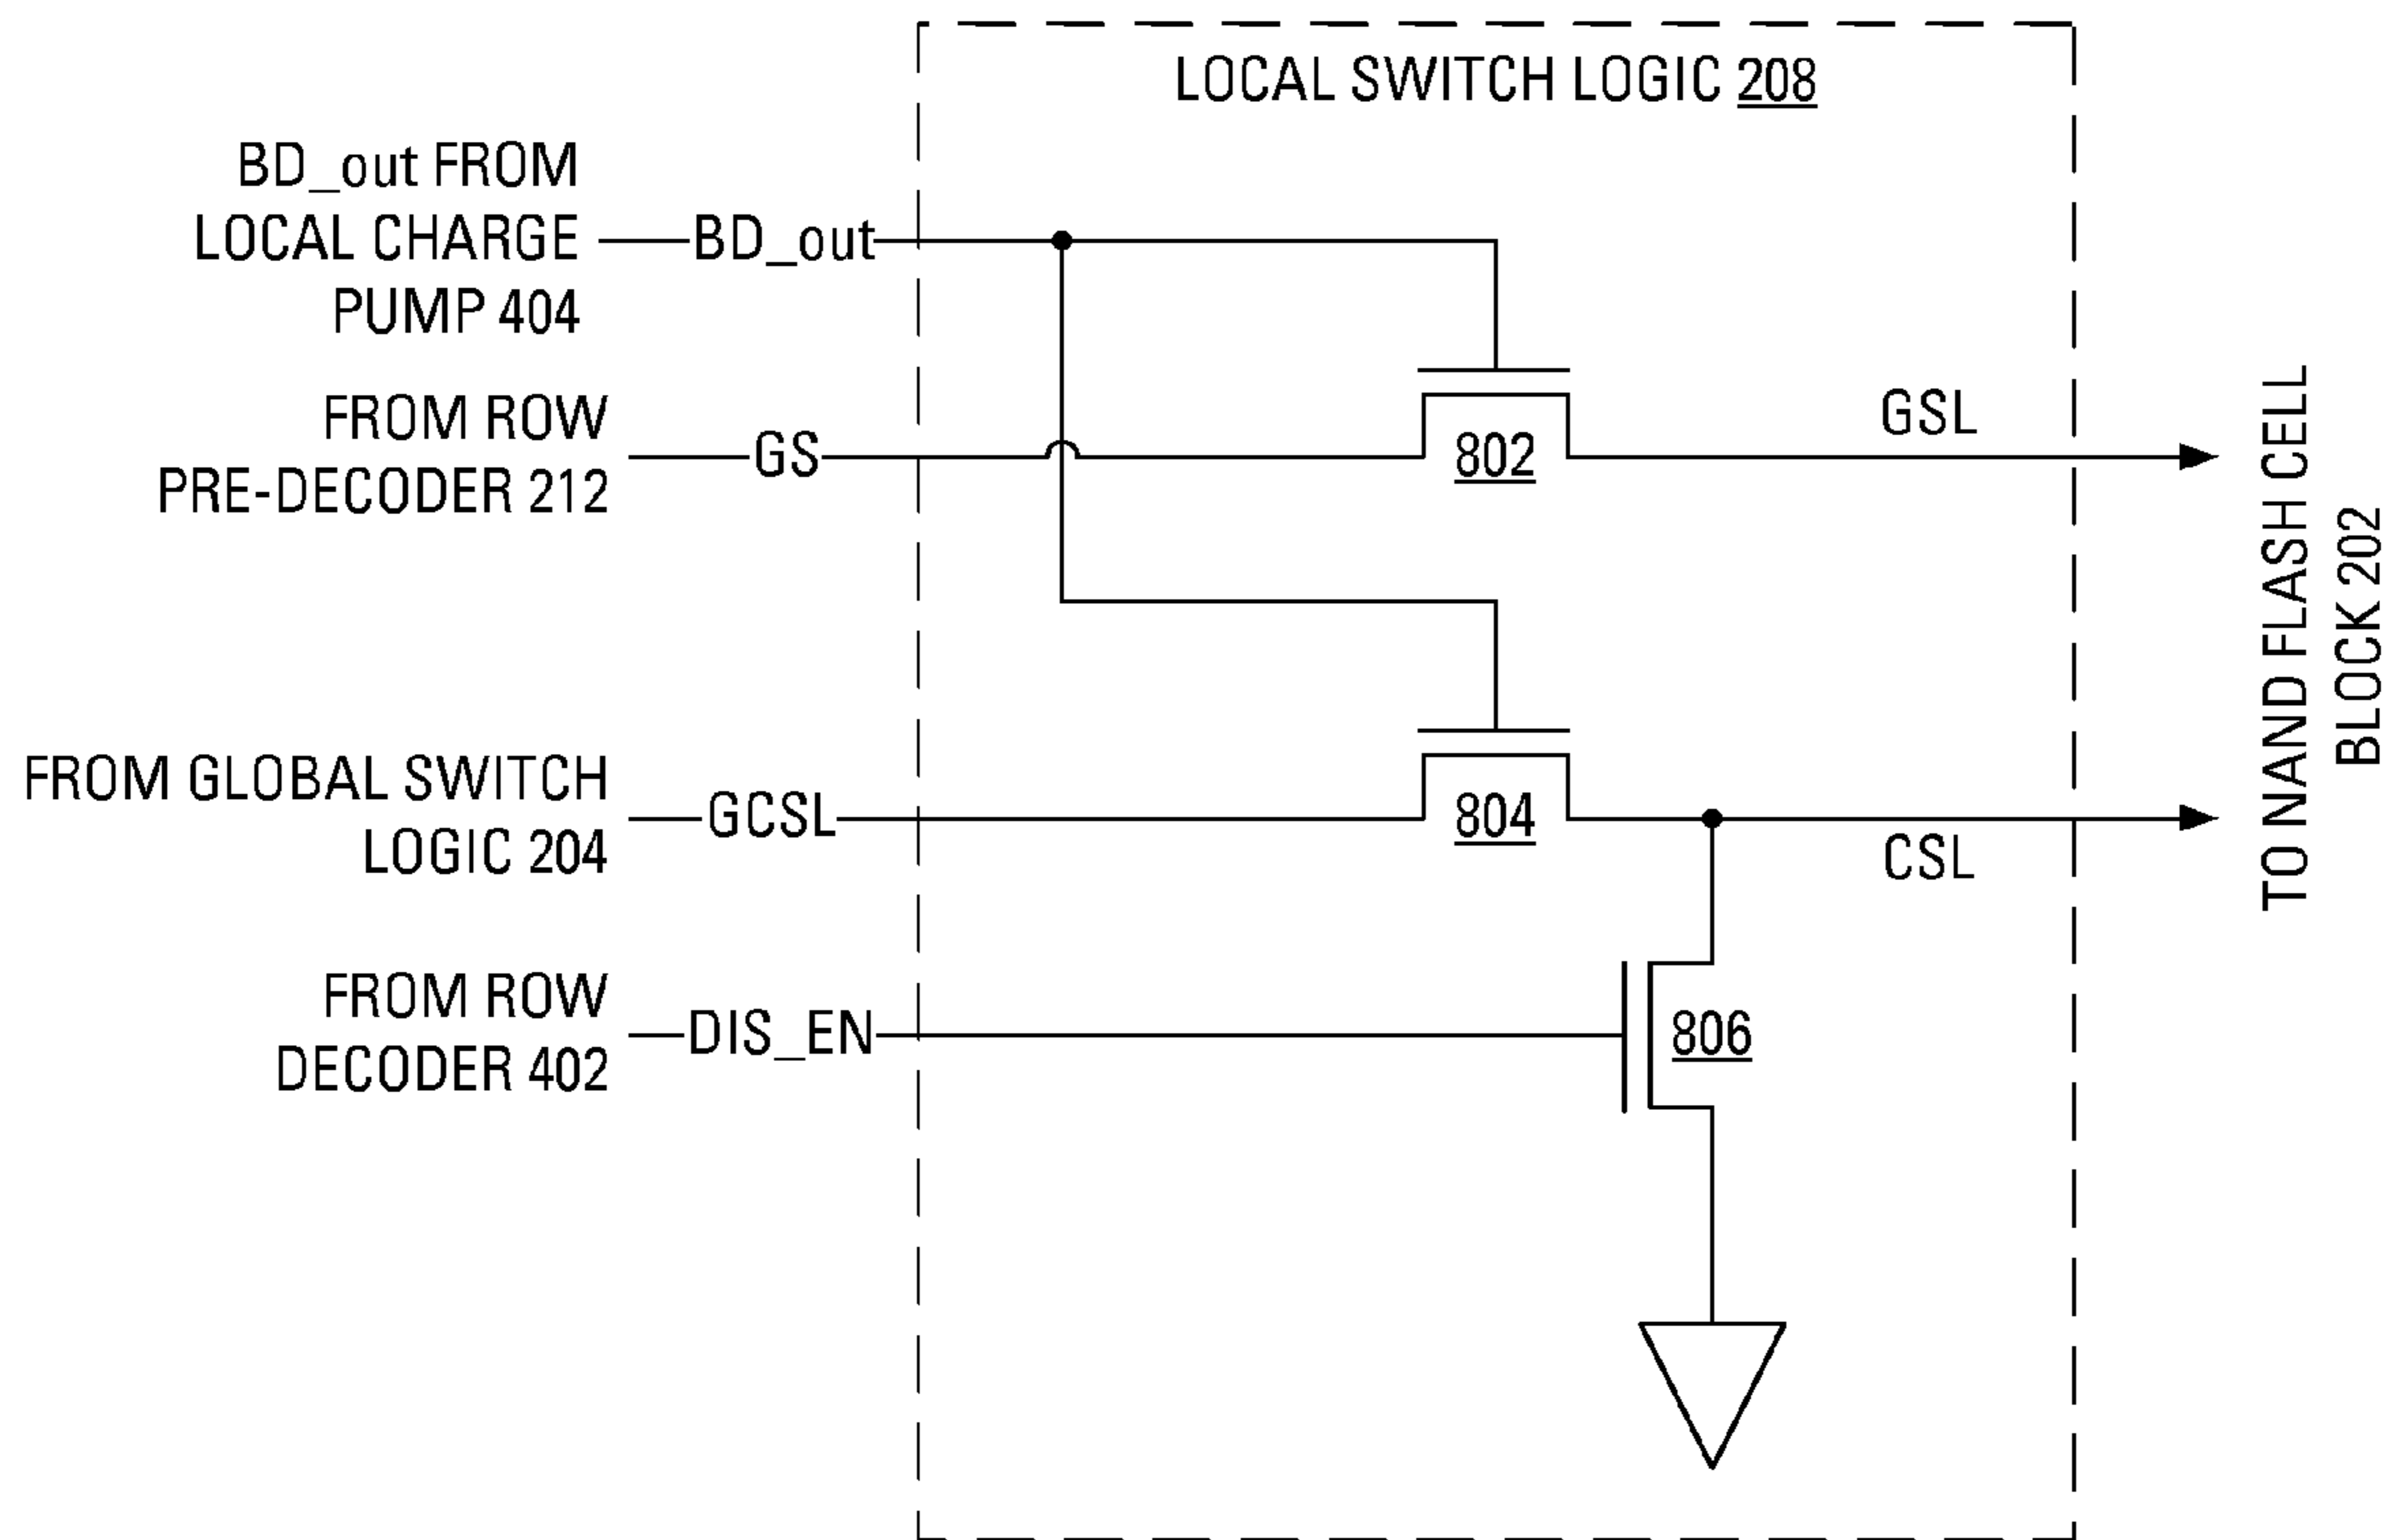 LOCAL SWITCH LOGIC 208
BD_out FROM
LOCAL CHARGE
PUMP 404
BD_out
FROM ROW
PRE-DECODER 212
GS
802
GSL
FROM GLOBAL SWITCH
LOGIC 204
GCSL
804
CSL
FROM ROW
DECODER 402
DIS_EN
806
TO NAND FLASH CELL
BLOCK 202